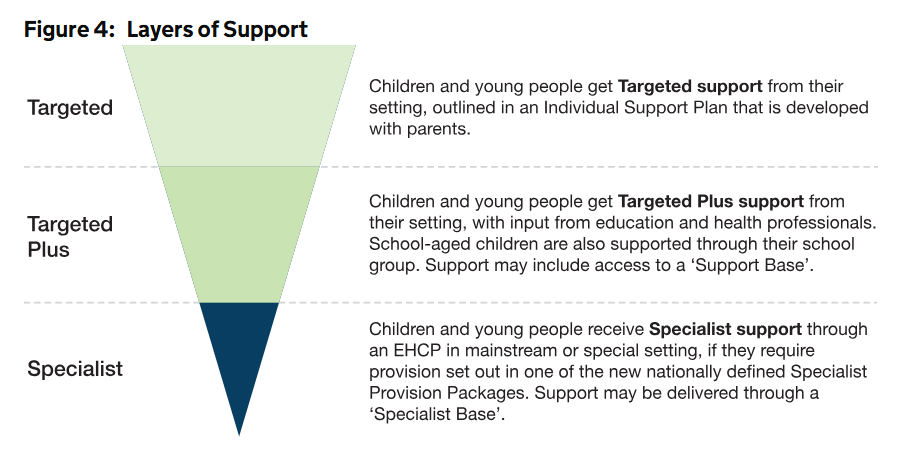 Figure 4: Layers of Support
Targeted
Children and young people get Targeted support from their
setting, outlined in an Individual Support Plan that is developed
with parents.
Targeted
Plus
Children and young people get Targeted Plus support from
their setting, with input from education and health professionals.
School-aged children are also supported through their school
group. Support may include access to a ‘Support Base’.
Specialist
Children and young people receive Specialist support through
an EHCP in mainstream or special setting, if they require
provision set out in one of the new nationally defined Specialist
Provision Packages. Support may be delivered through a
‘Specialist Base’.